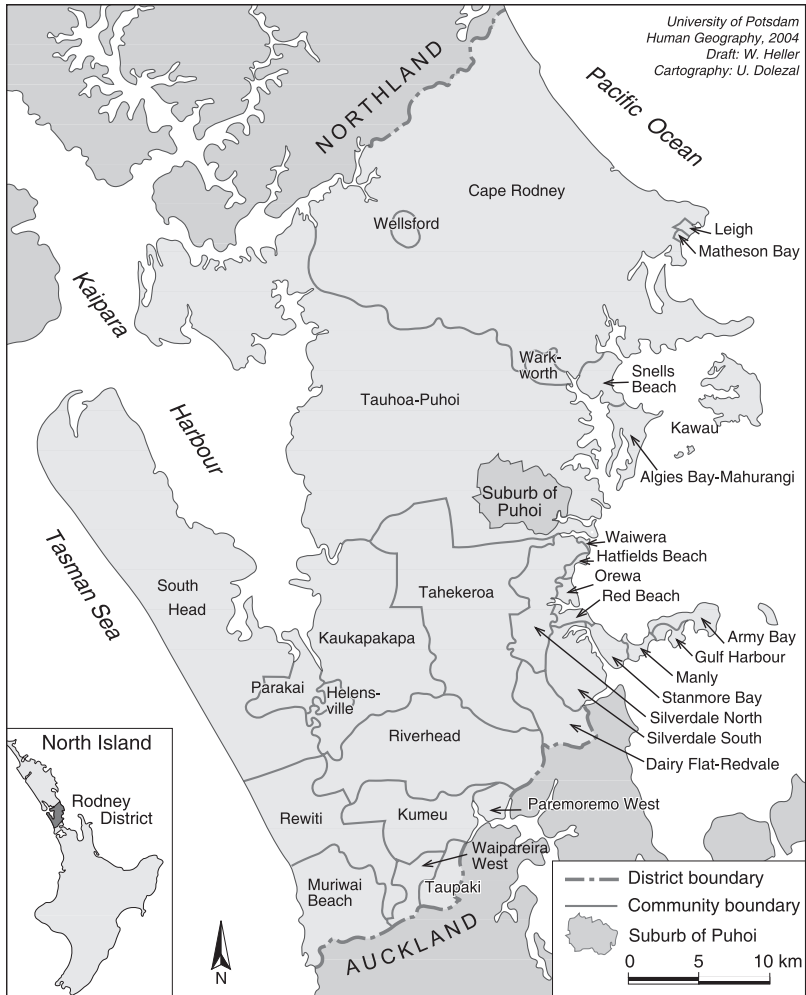 University of Potsdam
Human Geography, 2004
Draft: W. Heller
Cartography: U. Dolezal
NORTHLAND
Pacific Ocean
Cape Rodney
Wellsford
Leigh
Matheson Bay
Kaipara
Harbour
Wark-
worth
Snells
Beach
Tauhoa-Puhoi
Kawau
Algies Bay-Mahurangi
Suburb of
Puhoi
Tasman Sea
Waiwera
Hatfields Beach
Orewa
Red Beach
South
Head
Tahekeroa
Kaukapakapa
Army Bay
Gulf Harbour
Manly
Stanmore Bay
Silverdale North
Silverdale South
Dairy Flat-Redvale
Parakai
Helens-
ville
Riverhead
North Island
Rodney
District
Rewiti
Kumeu
Paremoremo West
Waipareira
West
Muriwai
Beach
Taupaki
AUCKLAND
N
District boundary
Community boundary
Suburb of Puhoi
0 5 10 km